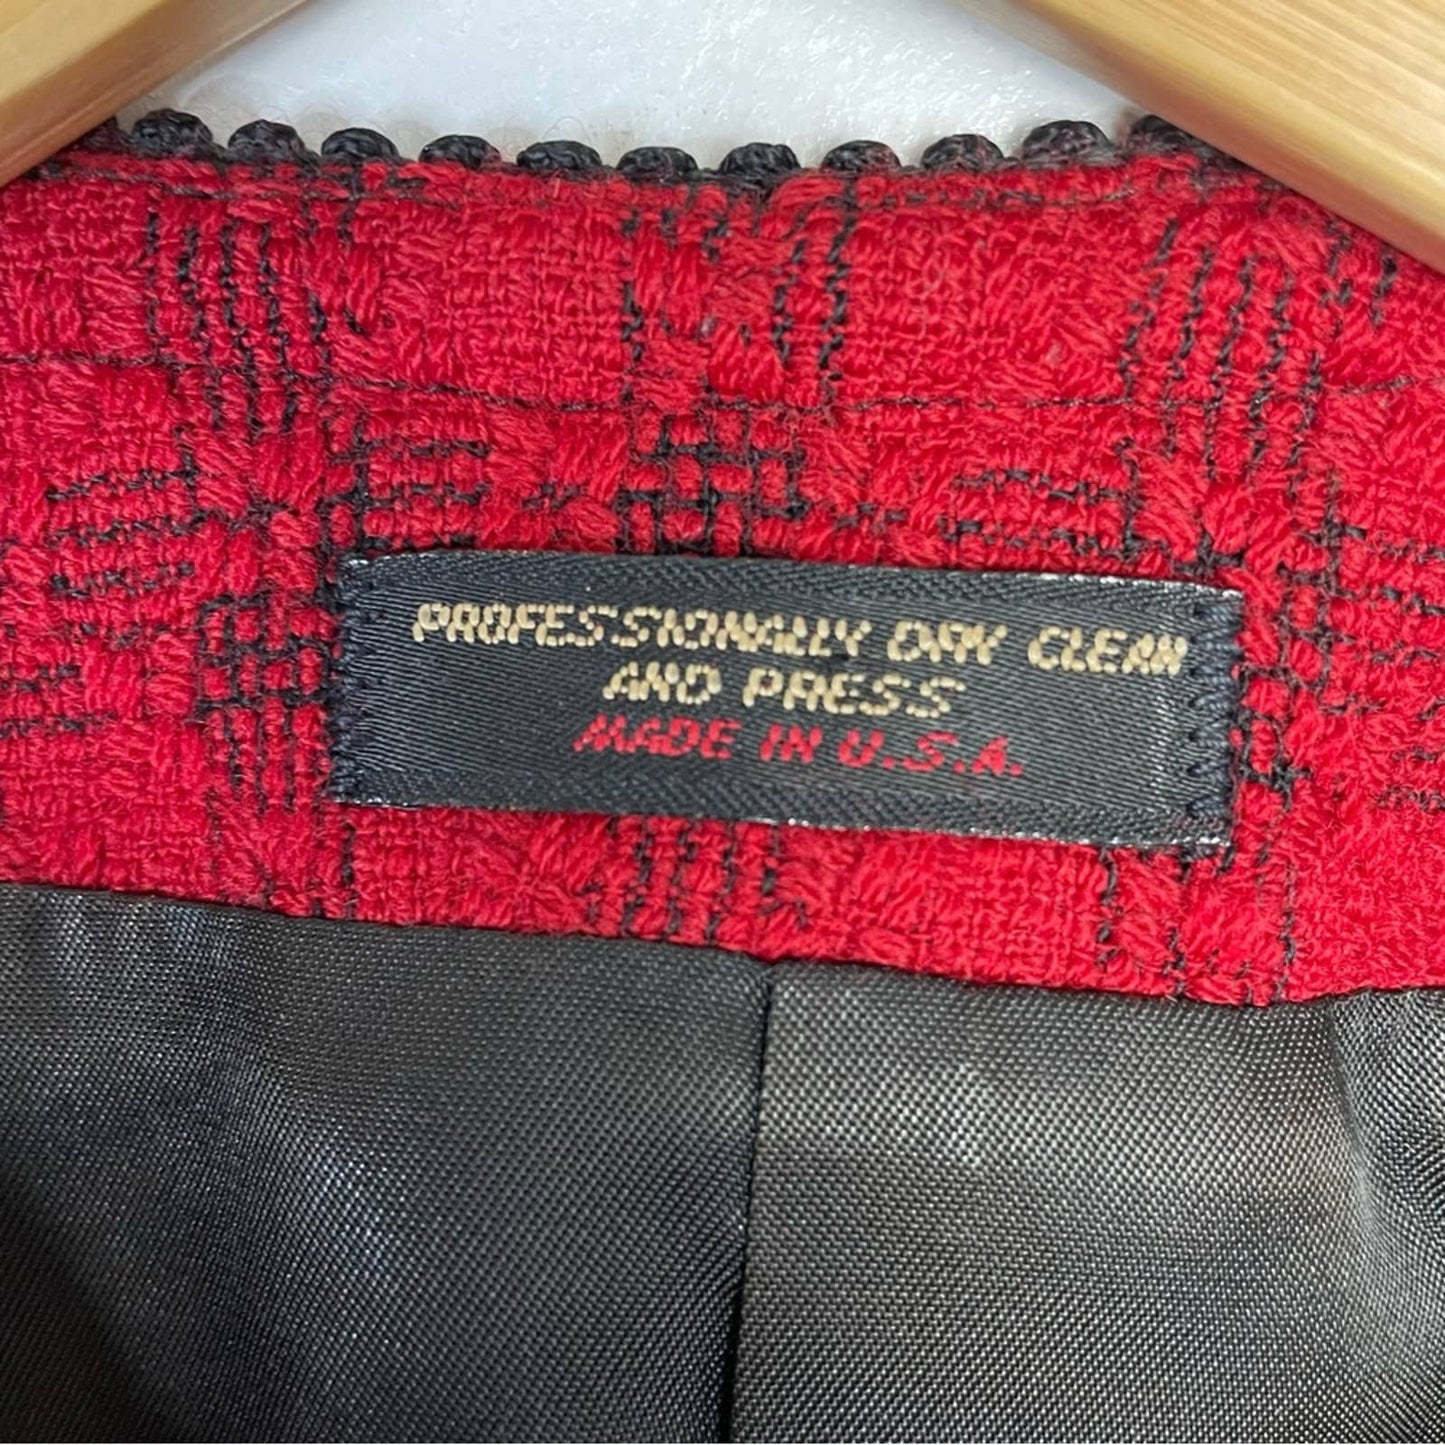 PROFESSIONALLY DRY CLEAN
AND PRESS
MADE IN U.S.A.